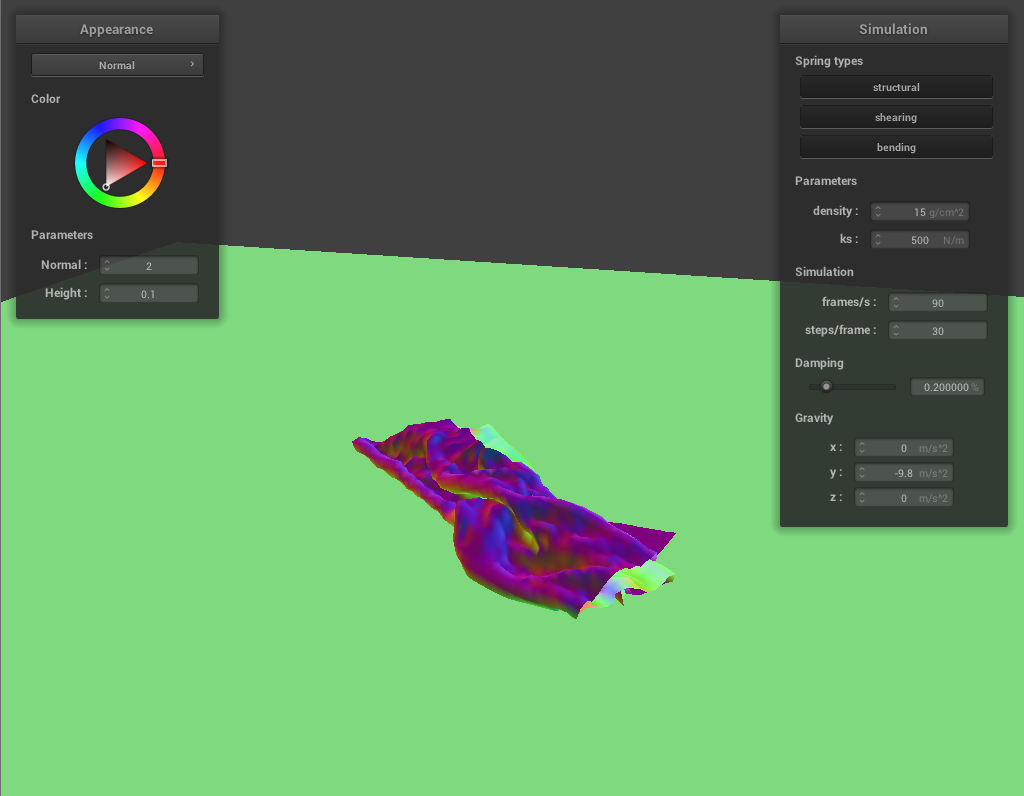 Appearance
Normal ›
Color
Parameters
Normal : 2
Height : 0.1
Simulation
Spring types
structural
shearing
bending
Parameters
density : 15 g/cm^2
ks : 500 N/m
Simulation
frames/s : 90
steps/frame : 30
Damping
0.200000 %
Gravity
x : 0 m/s^2
y : -9.8 m/s^2
z : 0 m/s^2